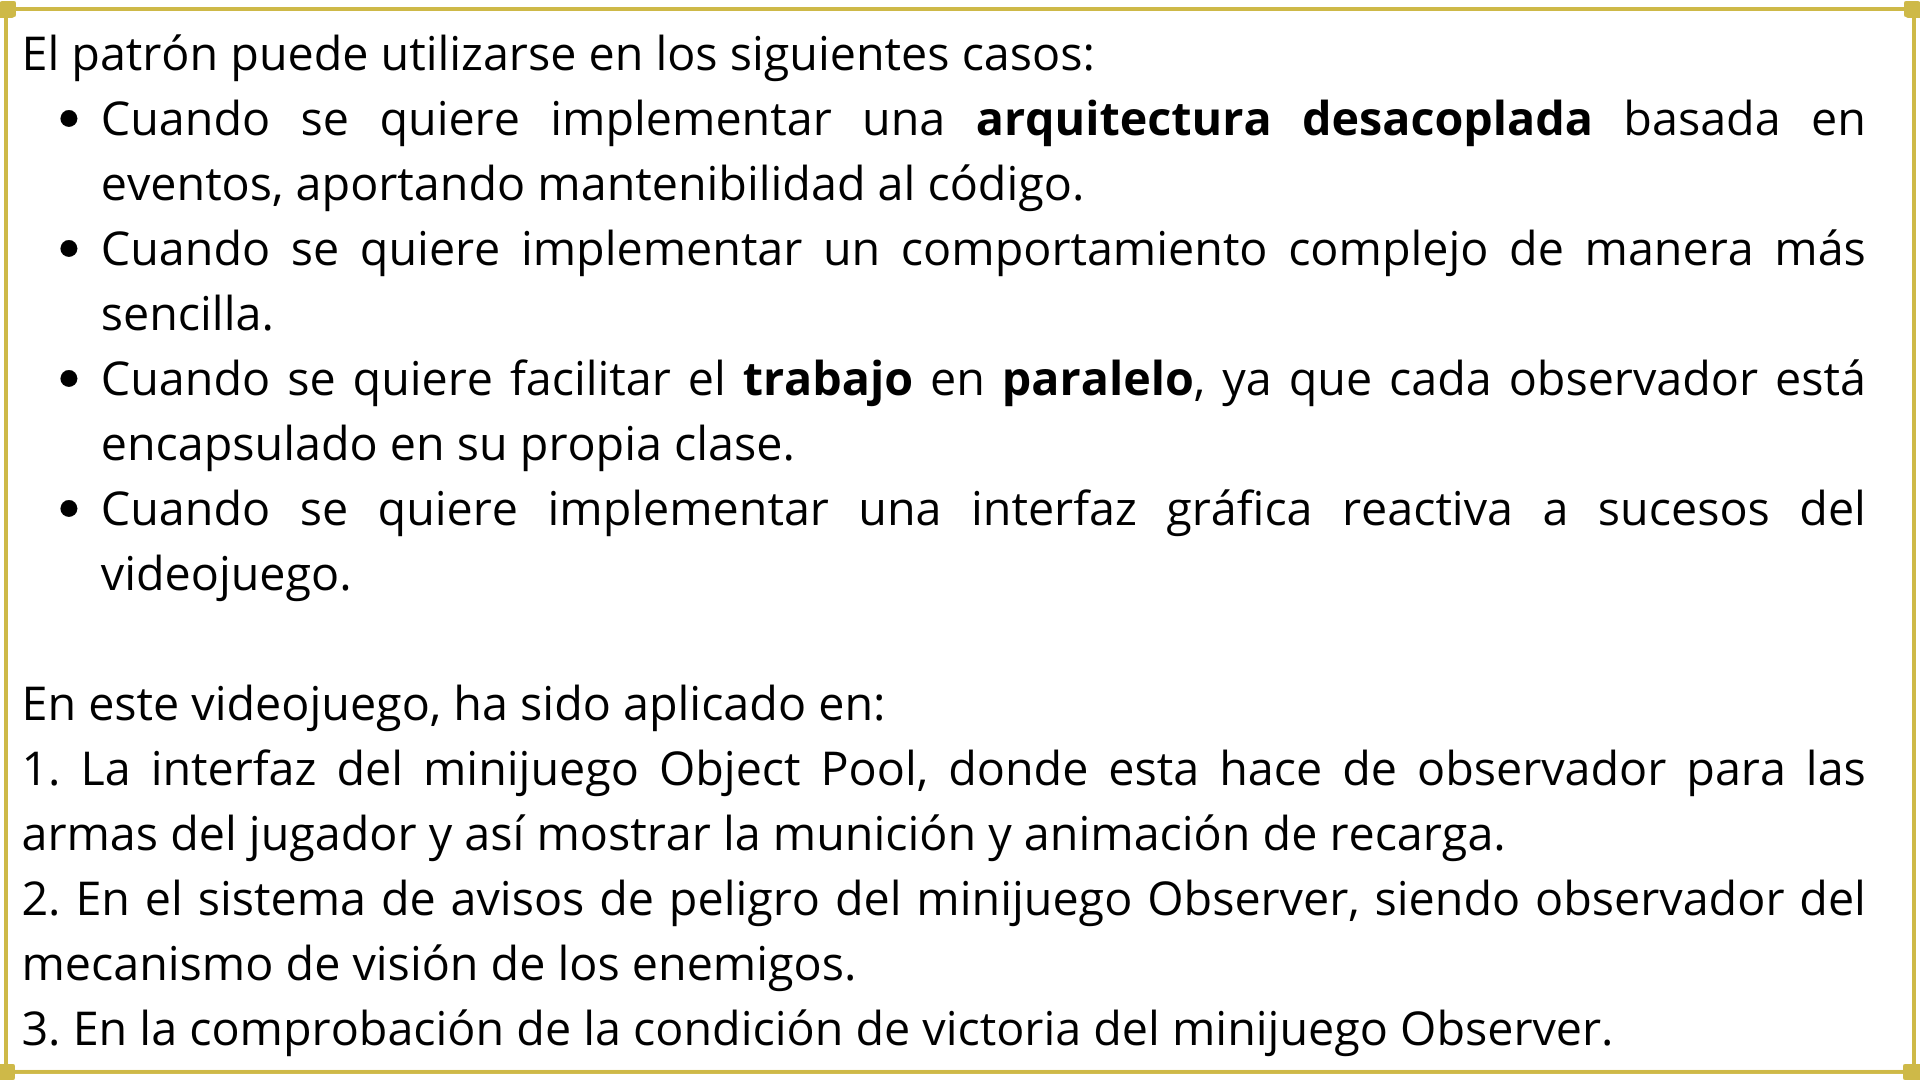 El patrón puede utilizarse en los siguientes casos:
• Cuando se quiere implementar una arquitectura desacoplada basada en
eventos, aportando mantenibilidad al código.
• Cuando se quiere implementar un comportamiento complejo de manera más
sencilla.
• Cuando se quiere facilitar el trabajo en paralelo, ya que cada observador está
encapsulado en su propia clase.
• Cuando se quiere implementar una interfaz gráfica reactiva a sucesos del
videojuego.
En este videojuego, ha sido aplicado en:
1. La interfaz del minijuego Object Pool, donde esta hace de observador para las
armas del jugador y así mostrar la munición y animación de recarga.
2. En el sistema de avisos de peligro del minijuego Observer, siendo observador del
mecanismo de visión de los enemigos.
3. En la comprobación de la condición de victoria del minijuego Observer.